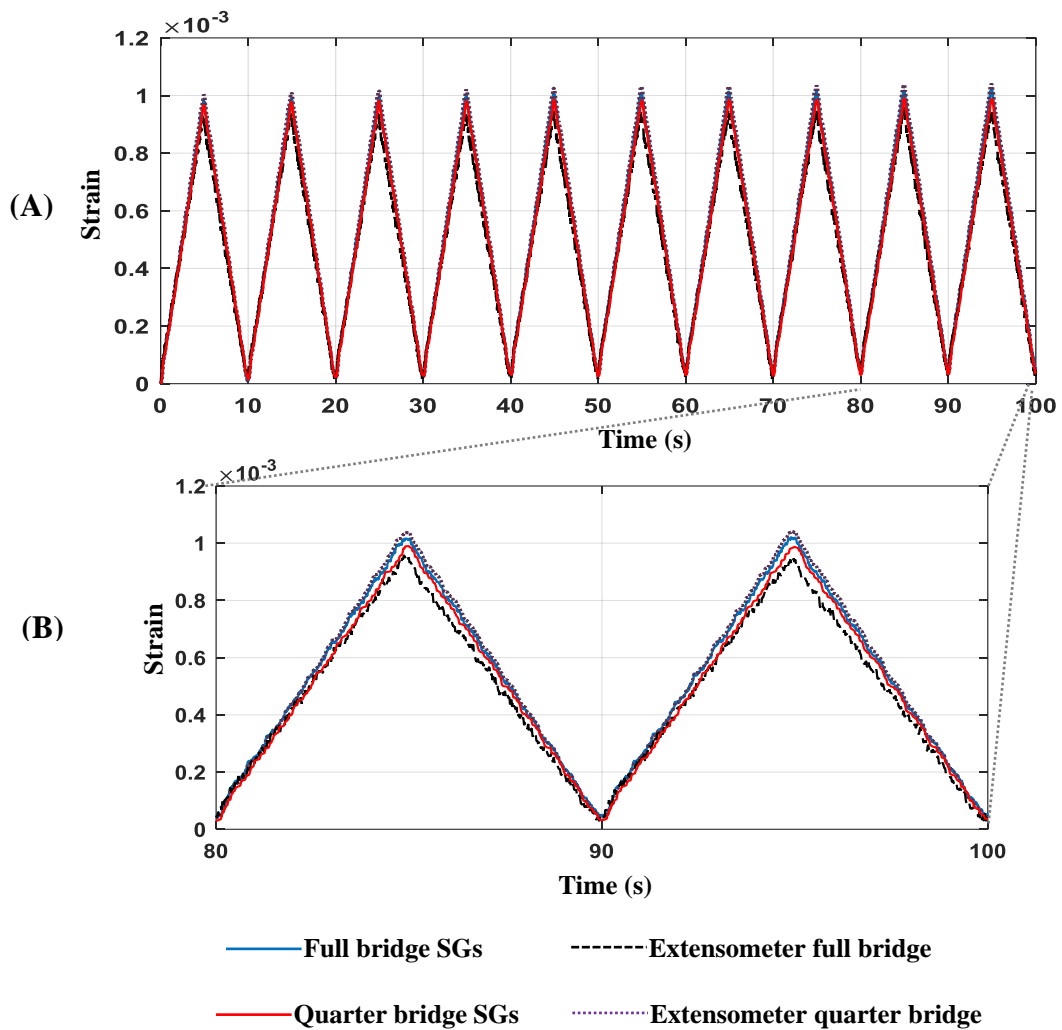 ×10⁻³
1.2
1
0.8
0.6
0.4
0.2
0
(A)
Strain
0 10 20 30 40 50 60 70 80 90 100
Time (s)
×10⁻³
1.2
1
0.8
0.6
0.4
0.2
0
(B)
Strain
80 90 100
Time (s)
Full bridge SGs Extensometer full bridge
Quarter bridge SGs Extensometer quarter bridge